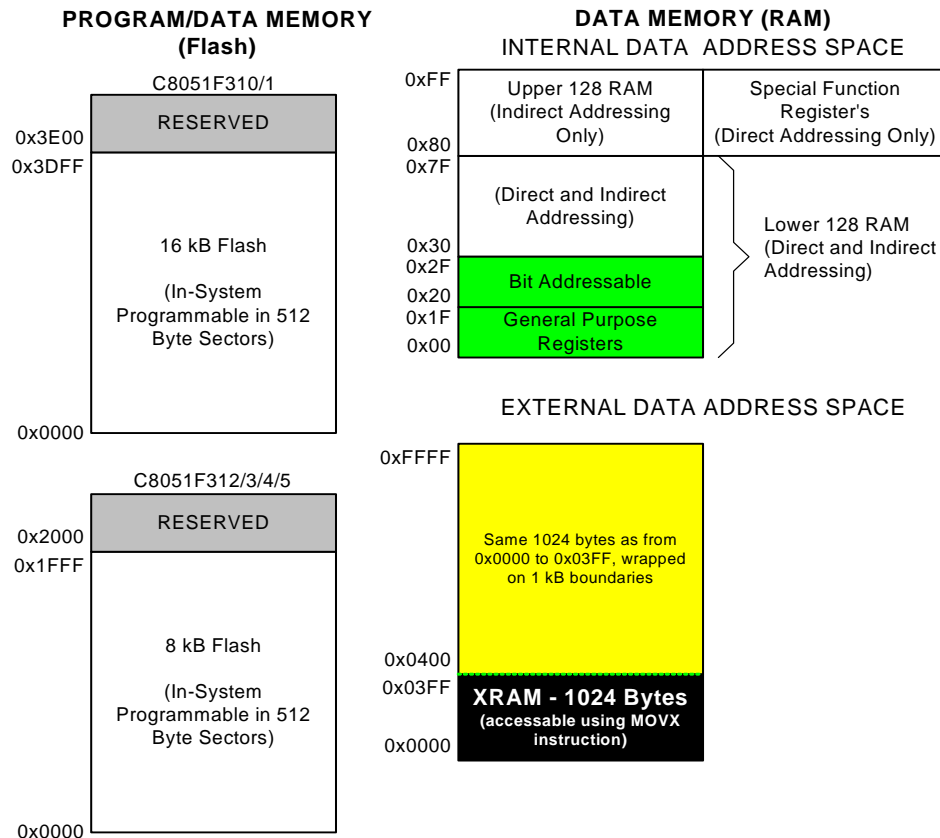 PROGRAM/DATA MEMORY
(Flash)
C8051F310/1
RESERVED
0x3E00
0x3DFF
16 kB Flash
(In-System
Programmable in 512
Byte Sectors)
0x0000
C8051F312/3/4/5
RESERVED
0x2000
0x1FFF
8 kB Flash
(In-System
Programmable in 512
Byte Sectors)
0x0000
DATA MEMORY (RAM)
INTERNAL DATA ADDRESS SPACE
0xFF
Upper 128 RAM
(Indirect Addressing
Only)
0x80
Special Function
Register's
(Direct Addressing Only)
0x7F
(Direct and Indirect
Addressing)
0x30
Lower 128 RAM
(Direct and Indirect
Addressing)
0x2F
Bit Addressable
0x20
0x1F
General Purpose
Registers
0x00
EXTERNAL DATA ADDRESS SPACE
0xFFFF
Same 1024 bytes as from
0x0000 to 0x03FF, wrapped
on 1 kB boundaries
0x0400
0x03FF
XRAM - 1024 Bytes
(accessable using MOVX
instruction)
0x0000